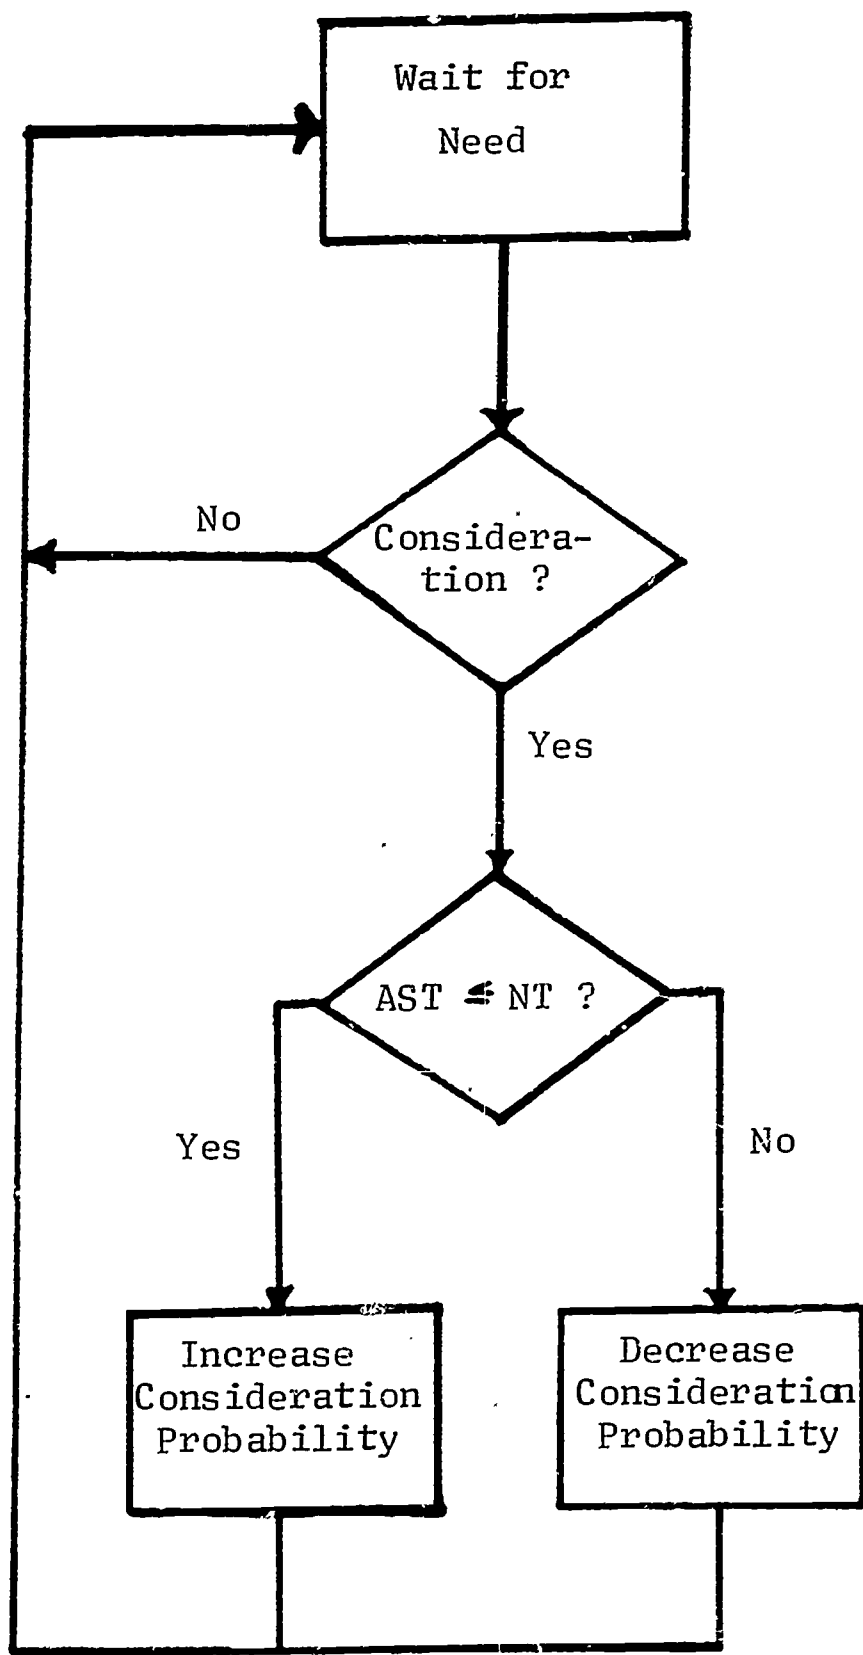 Wait for
Need
No
Considera-
tion ?
Yes
AST ≤ NT ?
Yes
No
Increase
Consideration
Probability
Decrease
Consideration
Probability